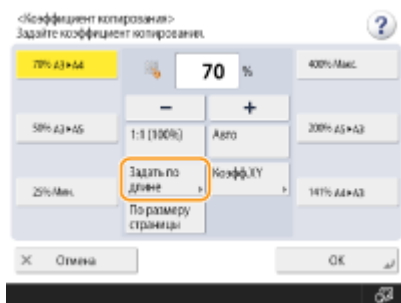 <Коэффициент копирования>
Задайте коэффициент копирования.
?
70% A3▸A4
70 %
400% Макс.
−
+
50% A3▸A5
1:1 (100%)
Авто
200% A5▸A3
Задать по
длине
Коэфф.XY
25% Мин.
141% A4▸A3
По размеру
страницы
× Отмена
OK